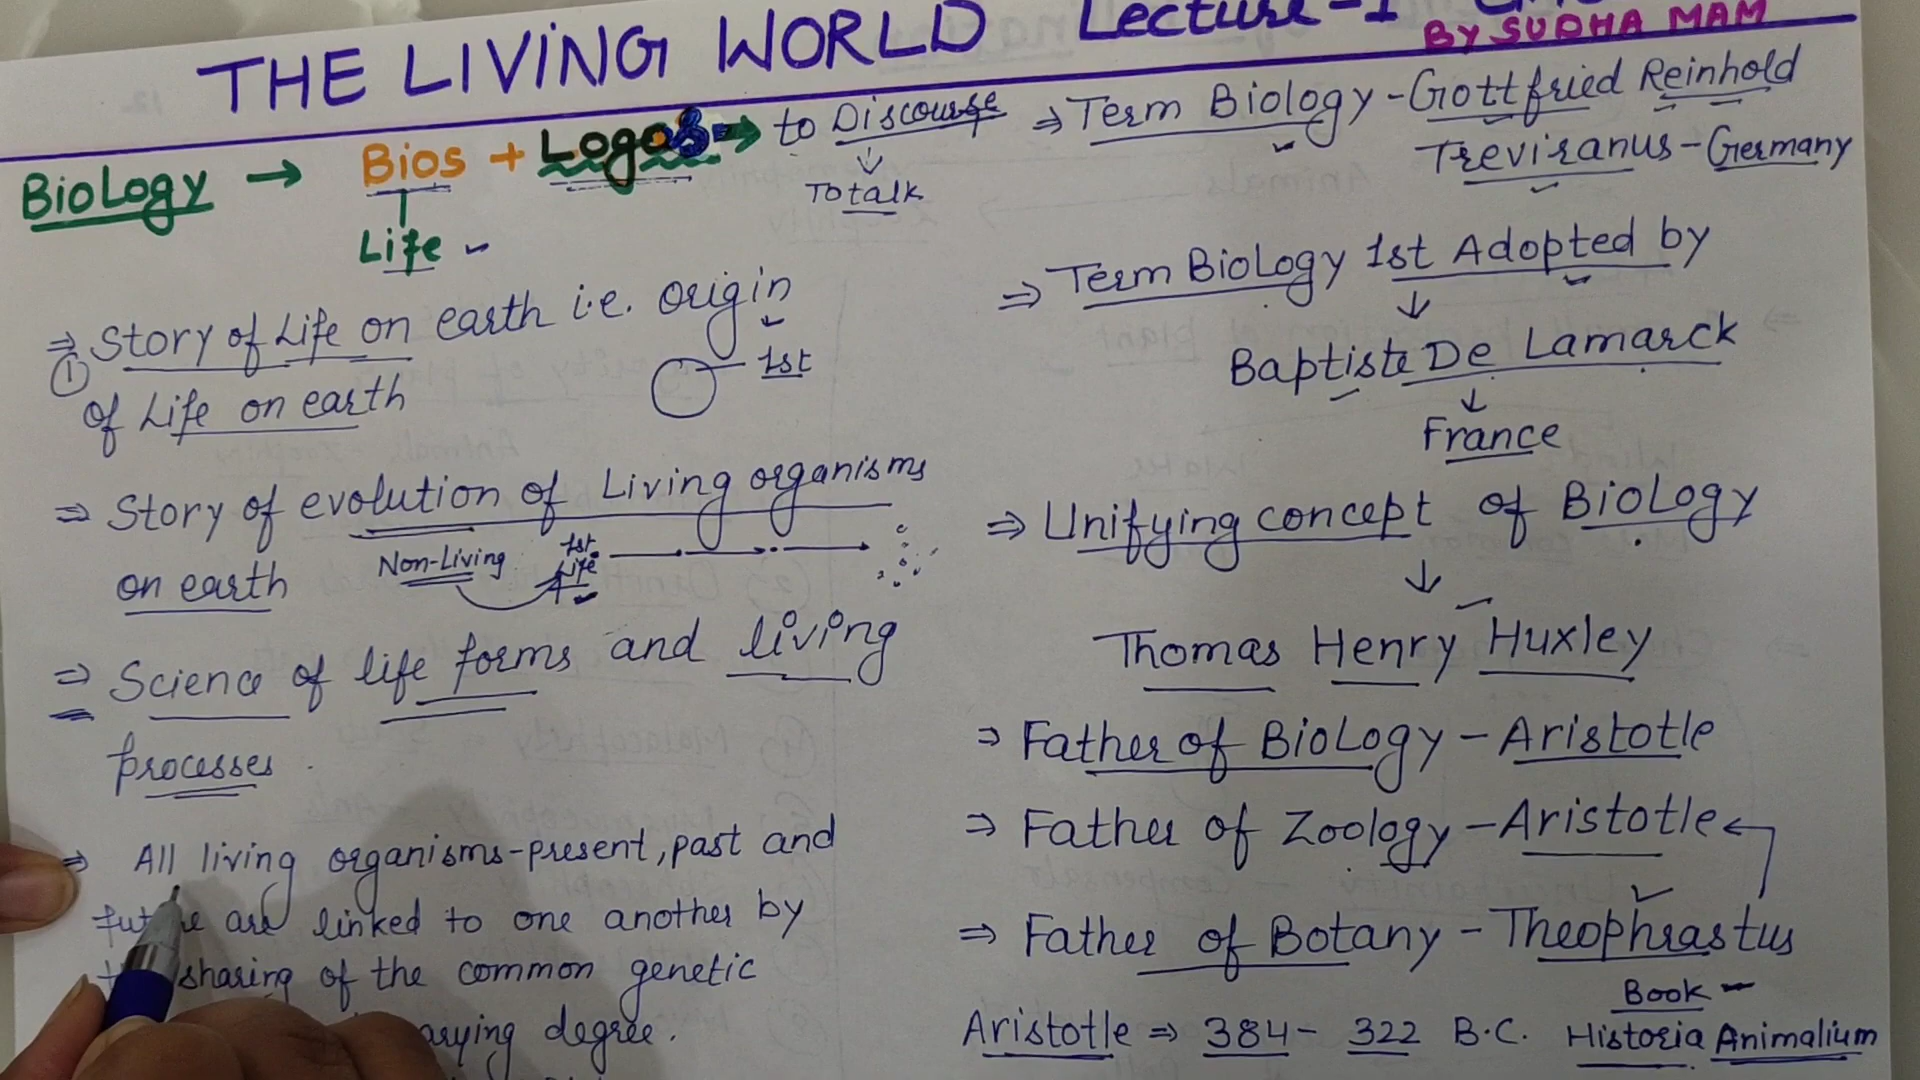 THE LIVING WORLD Lecture-1
BY SUDHA MAM
Biology → Bios + Logos → to Discourse
To talk
Life
⇒ Story of Life on earth i.e. origin
① of Life on earth
1st
⇒ Story of evolution of Living organisms
on earth
Non-Living 1st Life
⇒ Science of life forms and living
processes.
⇒ All living organisms-present, past and
are linked to one another by
sharing of the common genetic
degree.
⇒ Term Biology - Gottfried Reinhold
Treviranus - Germany
⇒ Term Biology 1st Adopted by
↓
Baptiste De Lamarck
↓
France
⇒ Unifying concept of Biology
↓
Thomas Henry Huxley
⇒ Father of Biology - Aristotle
⇒ Father of Zoology - Aristotle
⇒ Father of Botany - Theophrastus
Book -
Aristotle ⇒ 384 - 322 B.C. Historia Animalium